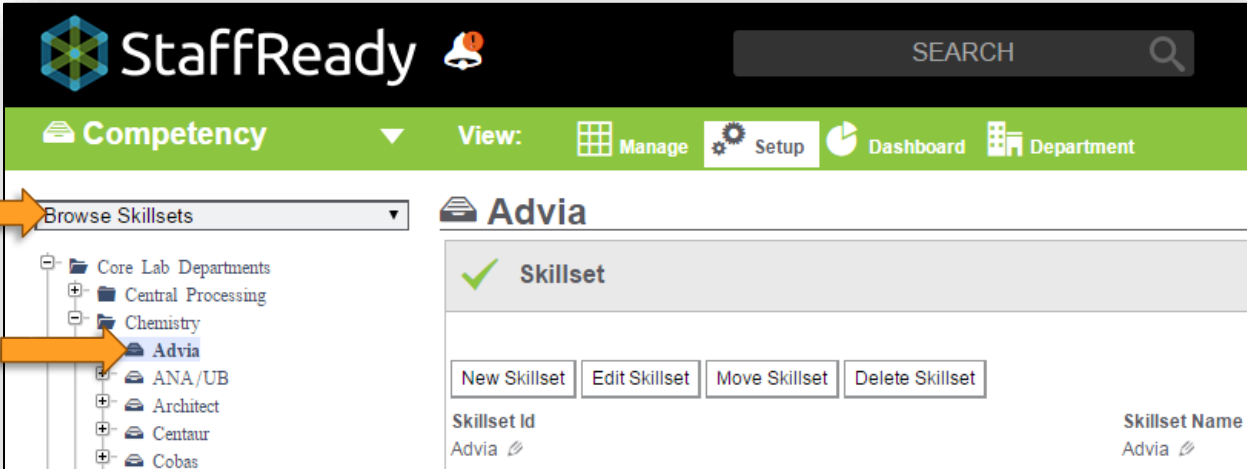 StaffReady
SEARCH
Competency
View:
Manage
Setup
Dashboard
Department
Browse Skillsets
Advia
Core Lab Departments
Central Processing
Chemistry
Advia
ANA/UB
Architect
Centaur
Cobas
Skillset
New Skillset
Edit Skillset
Move Skillset
Delete Skillset
Skillset Id
Skillset Name
Advia
Advia